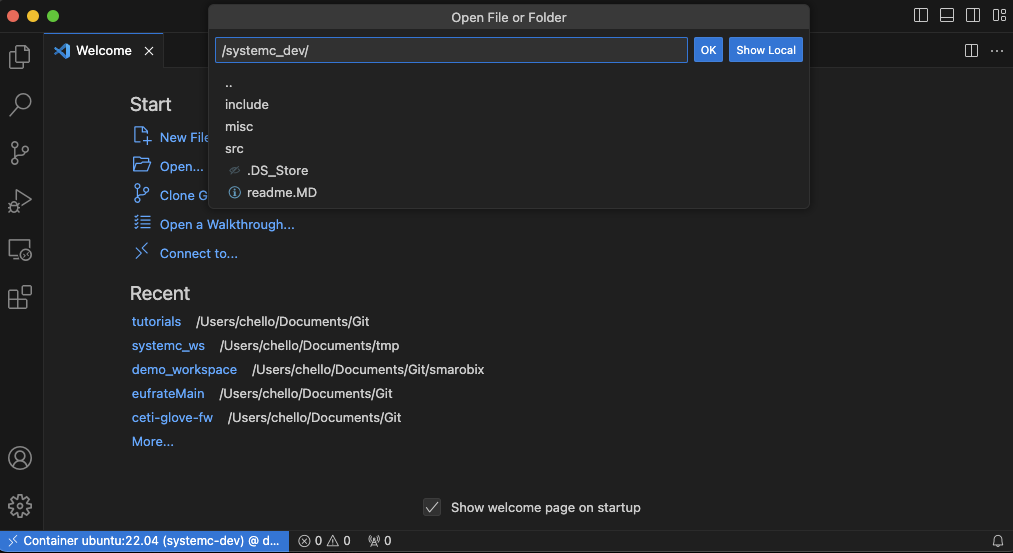 Open File or Folder
Welcome
/systemc_dev/
OK
Show Local
..
include
misc
src
.DS_Store
readme.MD
Start
New File
Open...
Clone G
Open a Walkthrough...
Connect to...
Recent
tutorials /Users/chello/Documents/Git
systemc_ws /Users/chello/Documents/tmp
demo_workspace /Users/chello/Documents/Git/smarobix
eufrateMain /Users/chello/Documents/Git
ceti-glove-fw /Users/chello/Documents/Git
More...
Show welcome page on startup
Container ubuntu:22.04 (systemc-dev) @ d... 0 0 0